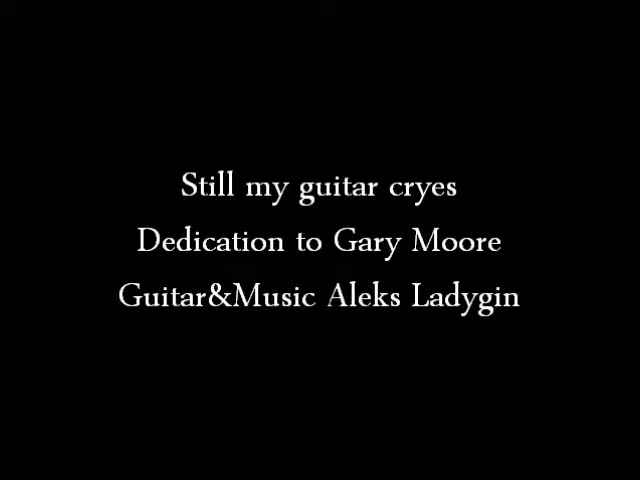 Still my guitar cryes
Dedication to Gary Moore
Guitar&Music Aleks Ladygin